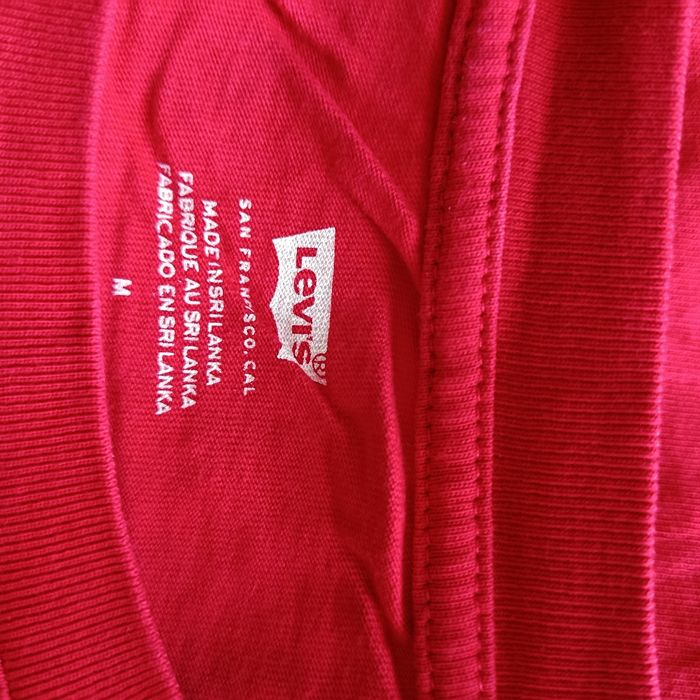 Levi's®
SAN FRANCISCO, CAL
MADE IN SRI LANKA
FABRIQUE AU SRI LANKA
FABRICADO EN SRI LANKA
M